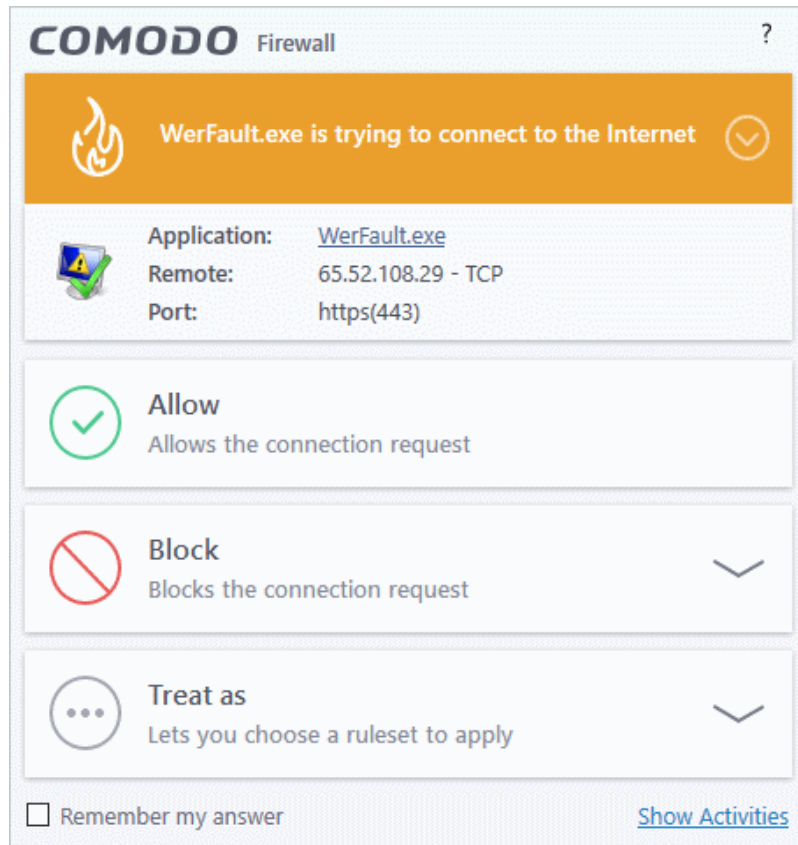 COMODO Firewall ?
WerFault.exe is trying to connect to the Internet
Application: WerFault.exe
Remote: 65.52.108.29 - TCP
Port: https(443)
Allow
Allows the connection request
Block
Blocks the connection request
Treat as
Lets you choose a ruleset to apply
Remember my answer Show Activities